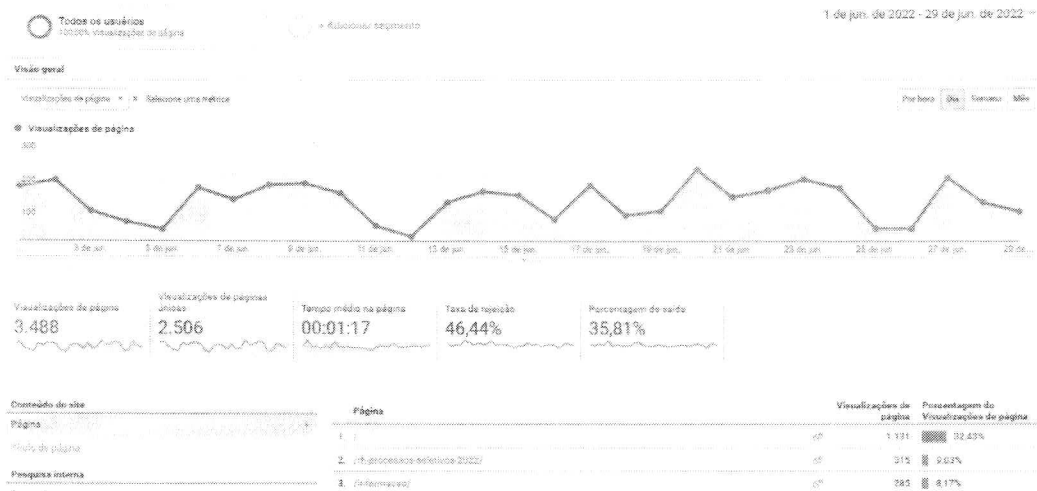 Todos os usuários
100,00% visualizações de página
+ Adicionar segmento
1 de jun. de 2022 - 29 de jun. de 2022
Visão geral
Visualizações de página
Selecione uma métrica
Por hora Dia Semana Mês
Visualizações de página
300
200
100
3 de jun. 5 de jun. 7 de jun. 9 de jun. 11 de jun. 13 de jun. 15 de jun. 17 de jun. 19 de jun. 21 de jun. 23 de jun. 25 de jun. 27 de jun. 29 de...
Visualizações de página
3.488
Visualizações de páginas únicas
2.506
Tempo médio na página
00:01:17
Taxa de rejeição
46,44%
Porcentagem de saída
35,81%
Conteúdo do site
Página
Título de página
Pesquisa interna
Página Visualizações de página Porcentagem do Visualizações de página
1. / 1.131 32,43%
2. /rh-processos-seletivos-2022/ 315 9,03%
3. /informacao/ 285 8,17%